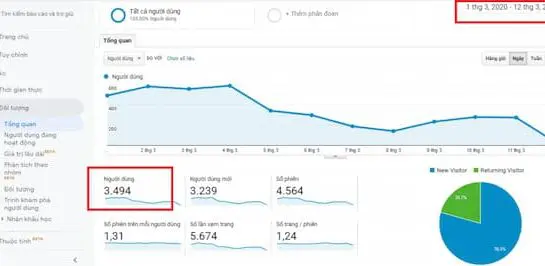 Tìm kiếm báo cáo và trợ giú
Tất cả người dùng
100,00% Người dùng
+ Thêm phân đoạn
1 thg 3, 2020 - 12 thg 3, 2
Trang chủ
Tùy chỉnh
Thời gian thực
Đối tượng
Tổng quan
Người dùng đang
hoạt động
Giá trị lâu dài BETA
Phân tích theo
nhóm
BETA
Đối tượng
Trình khám phá
người dùng
Nhân khẩu học
Thuộc tính BETA
Tổng quan
Người dùng
so với
Chọn số liệu
Hàng giờ
Ngày
Tuần
Người dùng
600
400
200
2 thg 3
3 thg 3
4 thg 3
5 thg 3
6 thg 3
7 thg 3
8 thg 3
9 thg 3
10 thg 3
11 thg 3
Người dùng
3.494
Người dùng mới
3.239
Số phiên
4.564
Số phiên trên mỗi người dùng
1,31
Số lần xem trang
5.674
Số trang / phiên
1,24
New Visitor
Returning Visitor